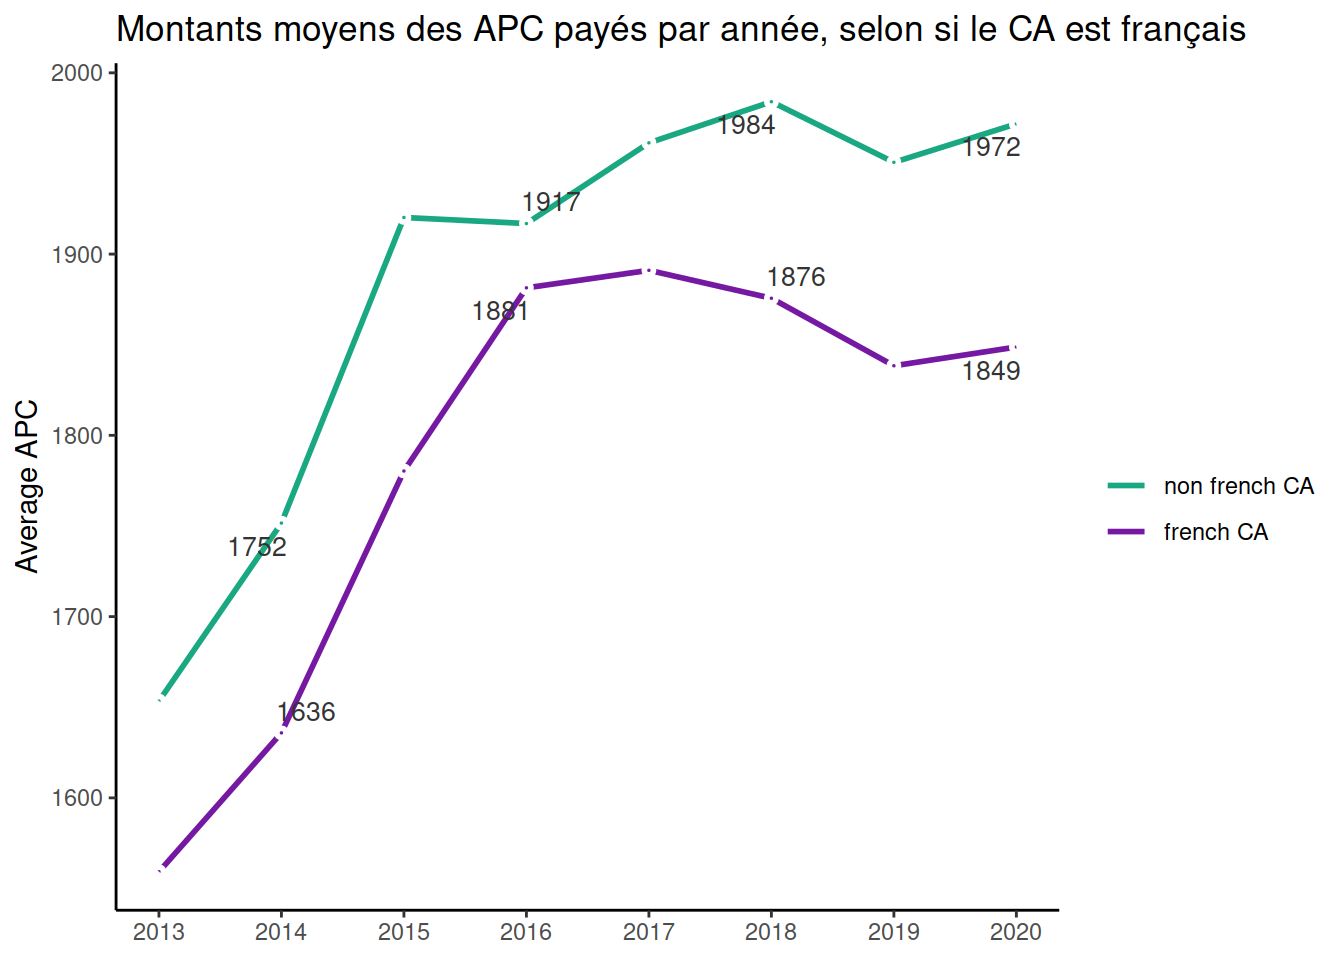 Montants moyens des APC payés par année, selon si le CA est français
2000
1900
1800
1700
1600
Average APC
1984
1972
1917
1876
1881
1849
1752
1636
non french CA
french CA
2013 2014 2015 2016 2017 2018 2019 2020